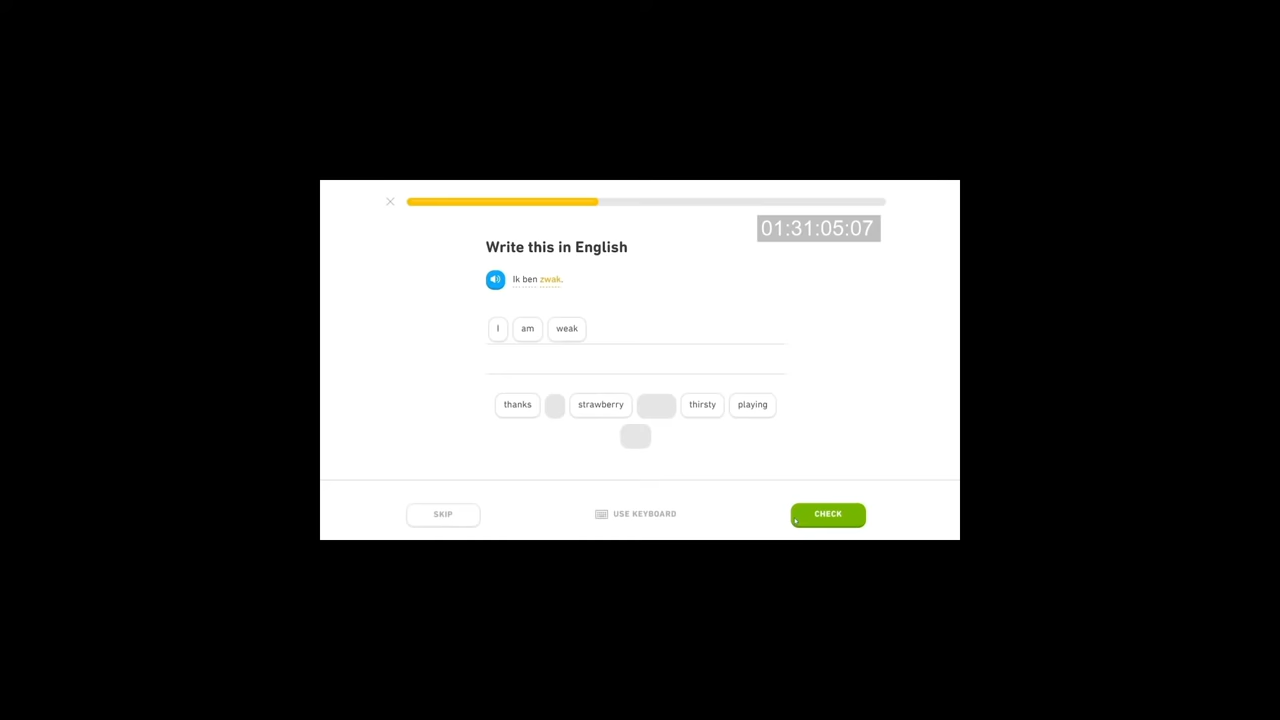 01:31:05:07
Write this in English
Ik ben zwak.
I am weak
thanks strawberry thirsty playing
SKIP USE KEYBOARD CHECK